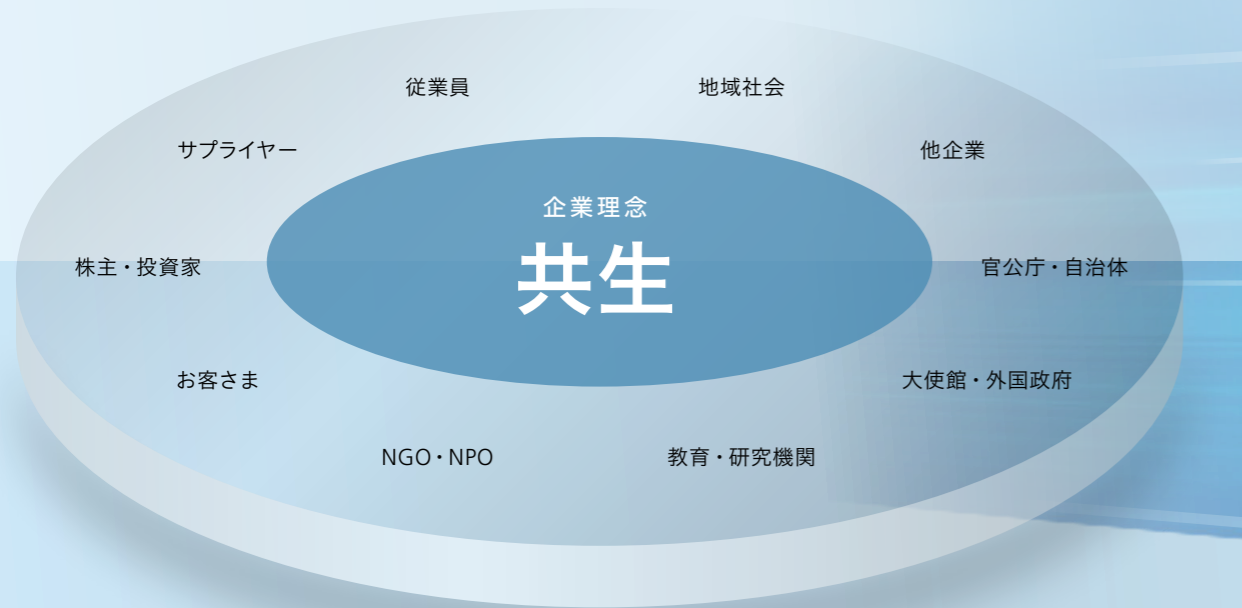 従業員
地域社会
サプライヤー
他企業
企業理念
共生
株主・投資家
官公庁・自治体
お客さま
大使館・外国政府
NGO・NPO
教育・研究機関